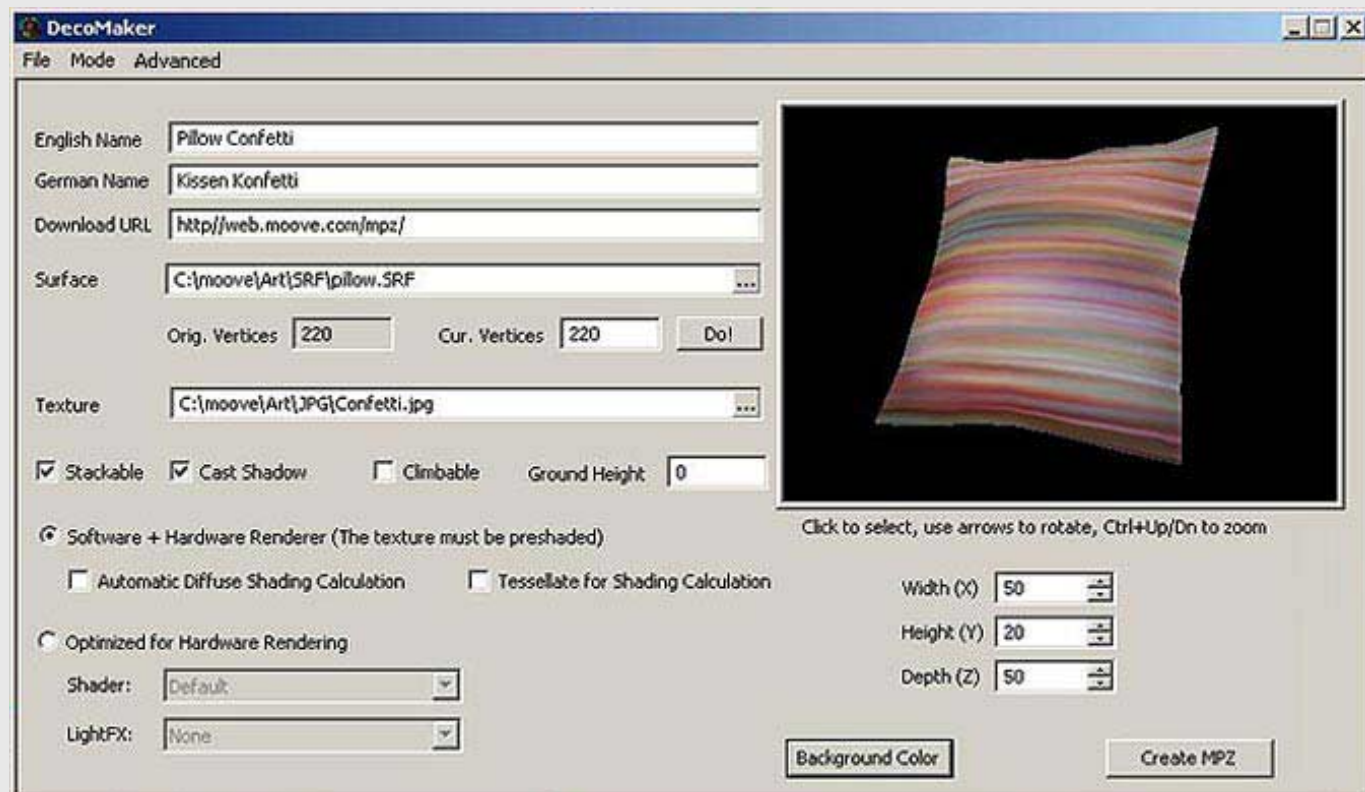 DecoMaker
File Mode Advanced
English Name Pillow Confetti
German Name Kissen Konfetti
Download URL http//web.moove.com/mpz/
Surface C:\moove\Art\SRF\pillow.SRF ...
Orig. Vertices 220 Cur. Vertices 220 Do!
Texture C:\moove\Art\JPG\Confetti.jpg ...
Stackable Cast Shadow Climbable Ground Height 0
Software + Hardware Renderer (The texture must be preshaded)
Automatic Diffuse Shading Calculation Tessellate for Shading Calculation
Optimized for Hardware Rendering
Shader: Default
LightFX: None
Click to select, use arrows to rotate, Ctrl+Up/Dn to zoom
Width (X) 50
Height (Y) 20
Depth (Z) 50
Background Color Create MPZ